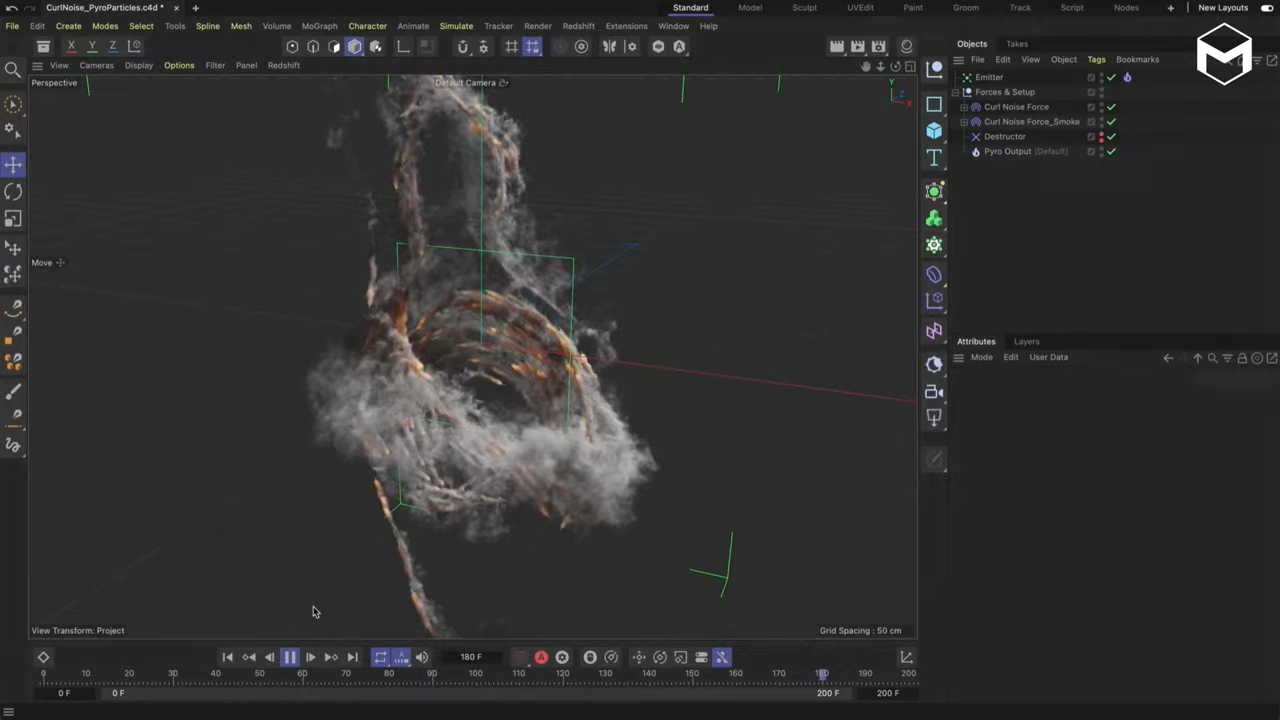 CurlNoise_PyroParticles.c4d *
Standard Model Sculpt UVEdit Paint Groom Track Script Nodes New Layouts
File Edit Create Modes Select Tools Spline Mesh Volume MoGraph Character Animate Simulate Tracker Render Redshift Extensions Window Help
Objects Takes
X Y Z
File Edit View Object Tags Bookmarks
View Cameras Display Options Filter Panel Redshift
Perspective
Default Camera
Y
Z
X
Emitter
Forces & Setup
Curl Noise Force
Curl Noise Force_Smoke
Destructor
Pyro Output (Default)
Move
Attributes Layers
Mode Edit User Data
View Transform: Project
Grid Spacing : 50 cm
180 F
0 10 20 30 40 50 60 70 80 90 100 110 120 130 140 150 160 170 180 190 200
0 F 0 F 200 F 200 F